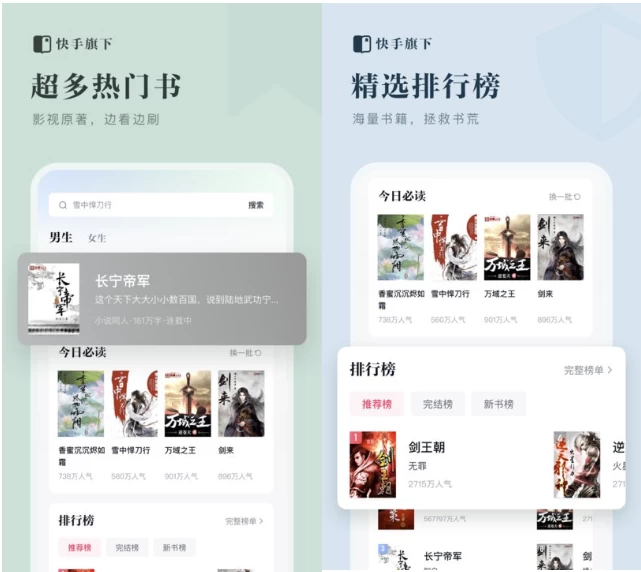 快手旗下
超多热门书
影视原著，边看边刷
雪中悍刀行
搜索
男生 女生
长宁帝军
这个天下大大小小数百国，说到陆地武功宁...
小说同人·161万字·连载中
今日必读
换一批
香蜜沉沉烬如霜
雪中悍刀行
万域之王
剑来
738万人气
560万人气
901万人气
896万人气
排行榜
完整榜单
推荐榜
完结榜
新书榜
快手旗下
精选排行榜
海量书籍，拯救书荒
今日必读
换一批
香蜜沉沉烬如霜
雪中悍刀行
万域之王
剑来
738万人气
560万人气
901万人气
896万人气
排行榜
完整榜单
推荐榜
完结榜
新书榜
1
剑王朝
无罪
2715万人气
逆
火星
271
567797万人气
27
3
长宁帝军
剑